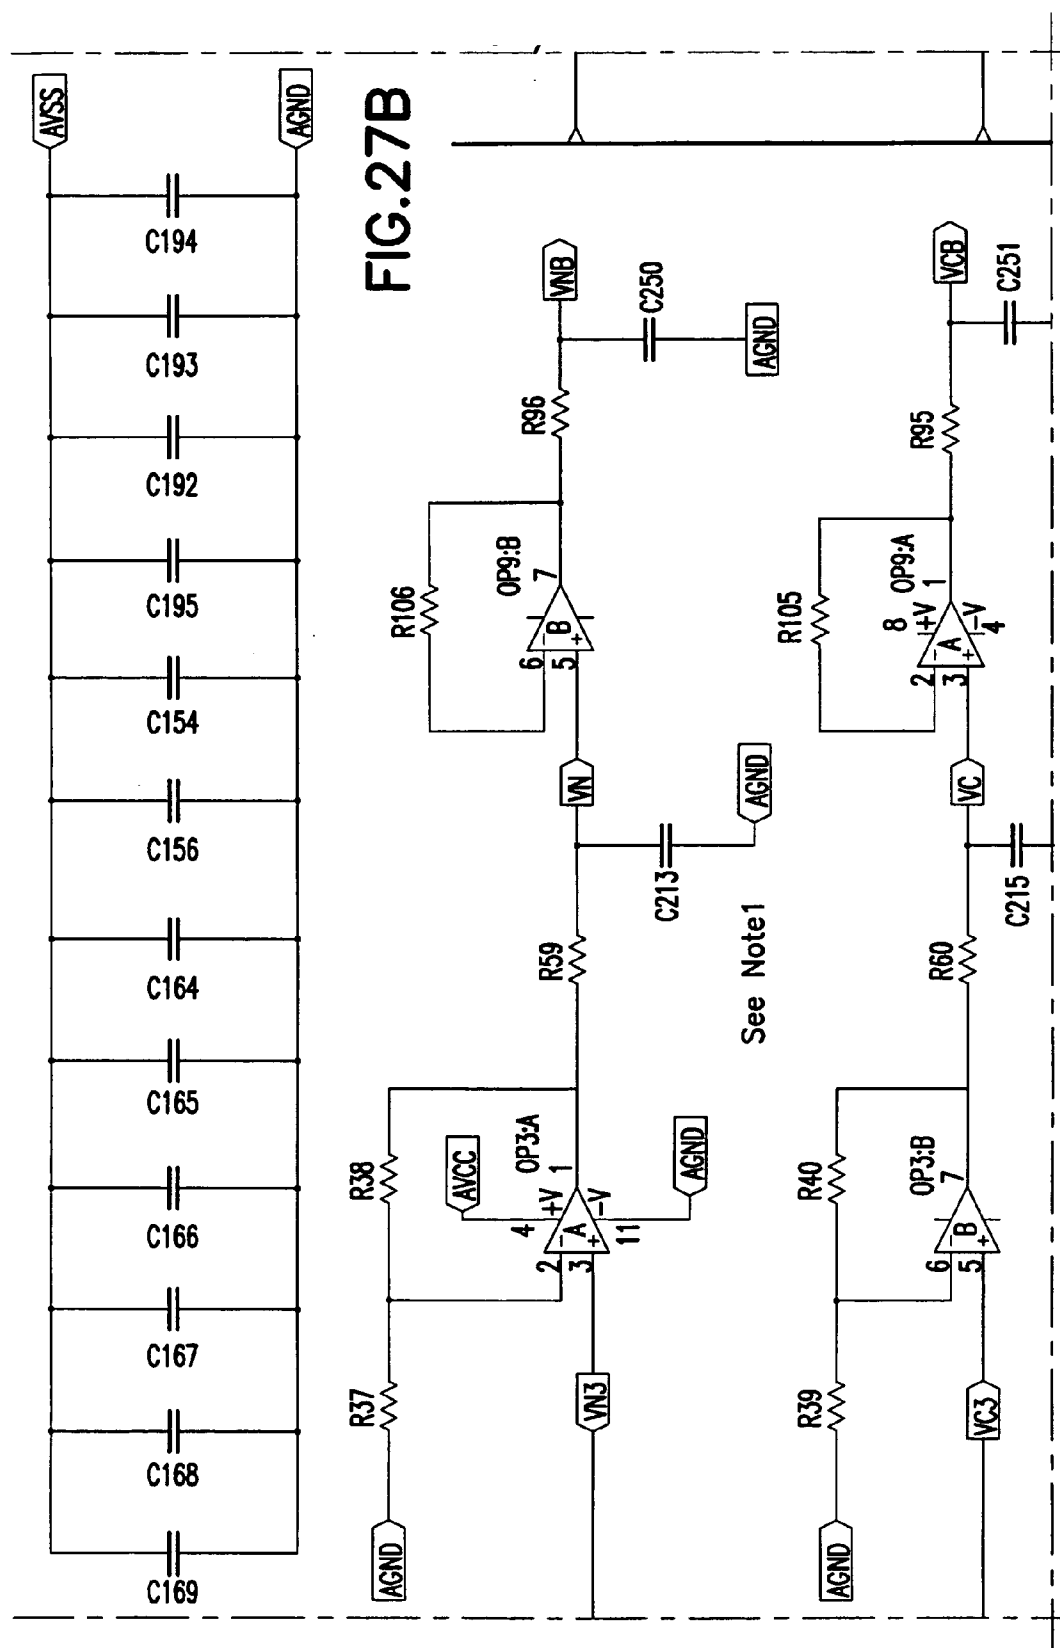 AVSS
AGND
C194
C193
C192
C195
C154
C156
C164
C165
C166
C167
C168
C169
FIG.27B
AGND
R37
R38
AVCC
4
+V
OP3:A
2
3
A
-
+
1
-V
11
AGND
VN3
R59
C213
AGND
VN
R106
OP9:B
6
5
B
-
+
7
R96
VNB
C250
AGND
See Note1
AGND
R39
R40
OP3:B
6
5
B
-
+
7
VC3
R60
C215
VC
R105
OP9:A
8
+V
2
3
A
-
+
1
-V
4
R95
VCB
C251